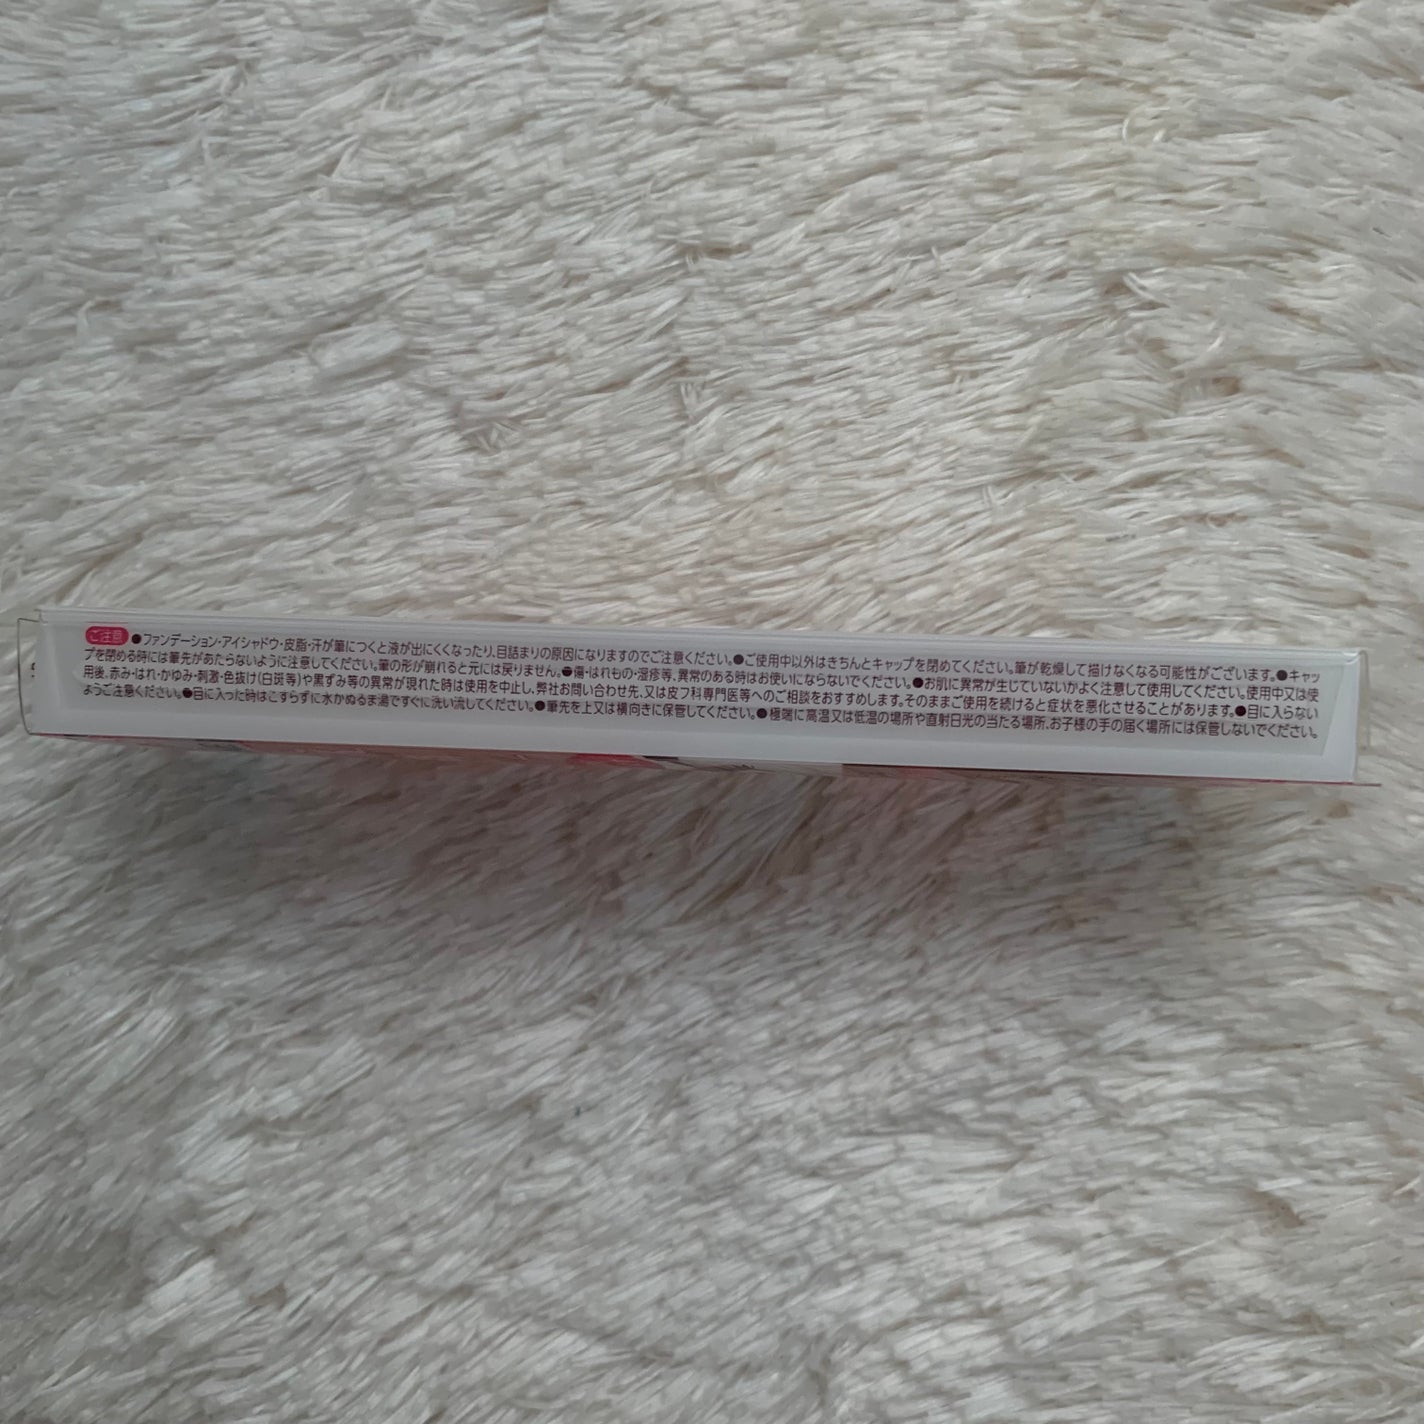 ご注意 ●ファンデーション・アイシャドウ・皮脂・汗が筆につくと液が出にくくなったり、目詰まりの原因になりますのでご注意ください。●ご使用中以外はきちんとキャップを閉めてください。筆が乾燥して描けなくなる可能性がございます。●キャッ
プを閉める時には筆先があたらないように注意してください。筆の形が崩れると元には戻りません。●傷・はれもの・湿疹等、異常のある時はお使いにならないでください。●お肌に異常が生じていないかよく注意して使用してください。使用中又は使
用後、赤み・はれ・かゆみ・刺激・色抜け(白斑等)や黒ずみ等の異常が現れた時は使用を中止し、弊社お問い合わせ先、又は皮フ科専門医等へのご相談をおすすめします。そのままご使用を続けると症状を悪化させることがあります。●目に入らない
ようご注意ください。●目に入った時はこすらずに水かぬるま湯ですぐに洗い流してください。●筆先を上又は横向きに保管してください。●極端に高温又は低温の場所や直射日光の当たる場所、お子様の手の届く場所には保管しないでください。